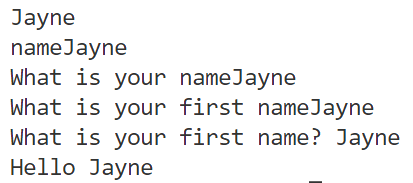 Jayne
nameJayne
What is your nameJayne
What is your first nameJayne
What is your first name? Jayne
Hello Jayne